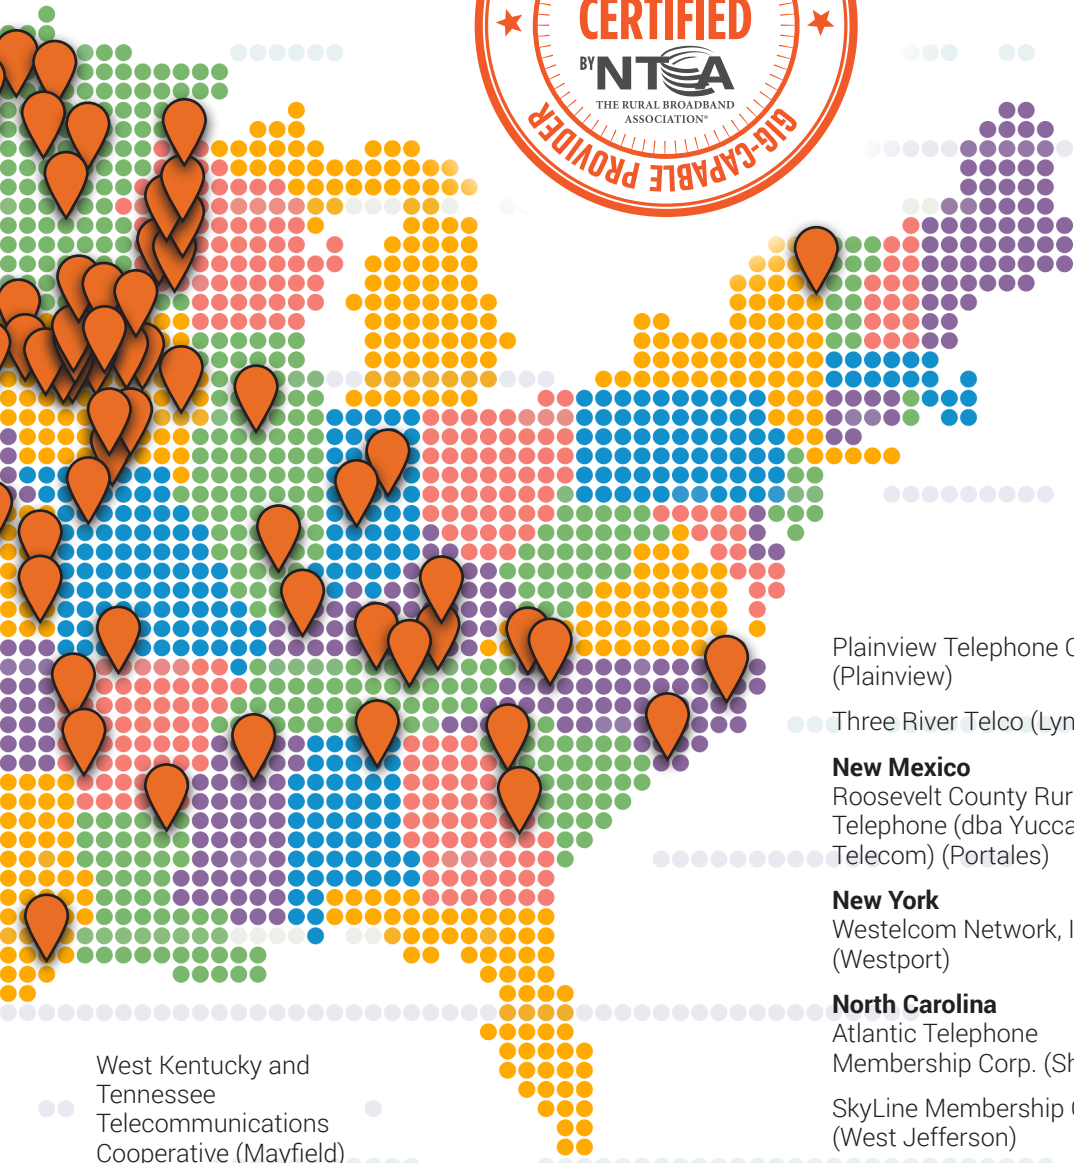 CERTIFIED
BY NTCA
THE RURAL BROADBAND
ASSOCIATION®
GIG-CAPABLE PROVIDER
Plainview Telephone
(Plainview)
Three River Telco
New Mexico
Roosevelt County
Telephone (dba Yucca
Telecom) (Portales)
New York
Westelcom Network,
(Westport)
North Carolina
Atlantic Telephone
Membership Corp.
SkyLine Membership
(West Jefferson)
West Kentucky and
Tennessee
Telecommunications
Cooperative (Mayfield)